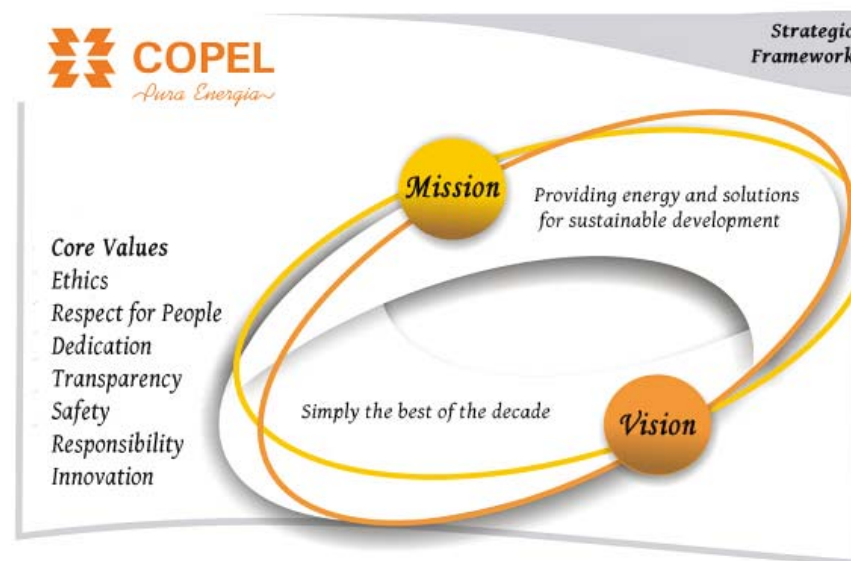 COPEL
Pura Energia
Strategic
Framework
Mission
Providing energy and solutions
for sustainable development
Core Values
Ethics
Respect for People
Dedication
Transparency
Safety
Responsibility
Innovation
Simply the best of the decade
Vision